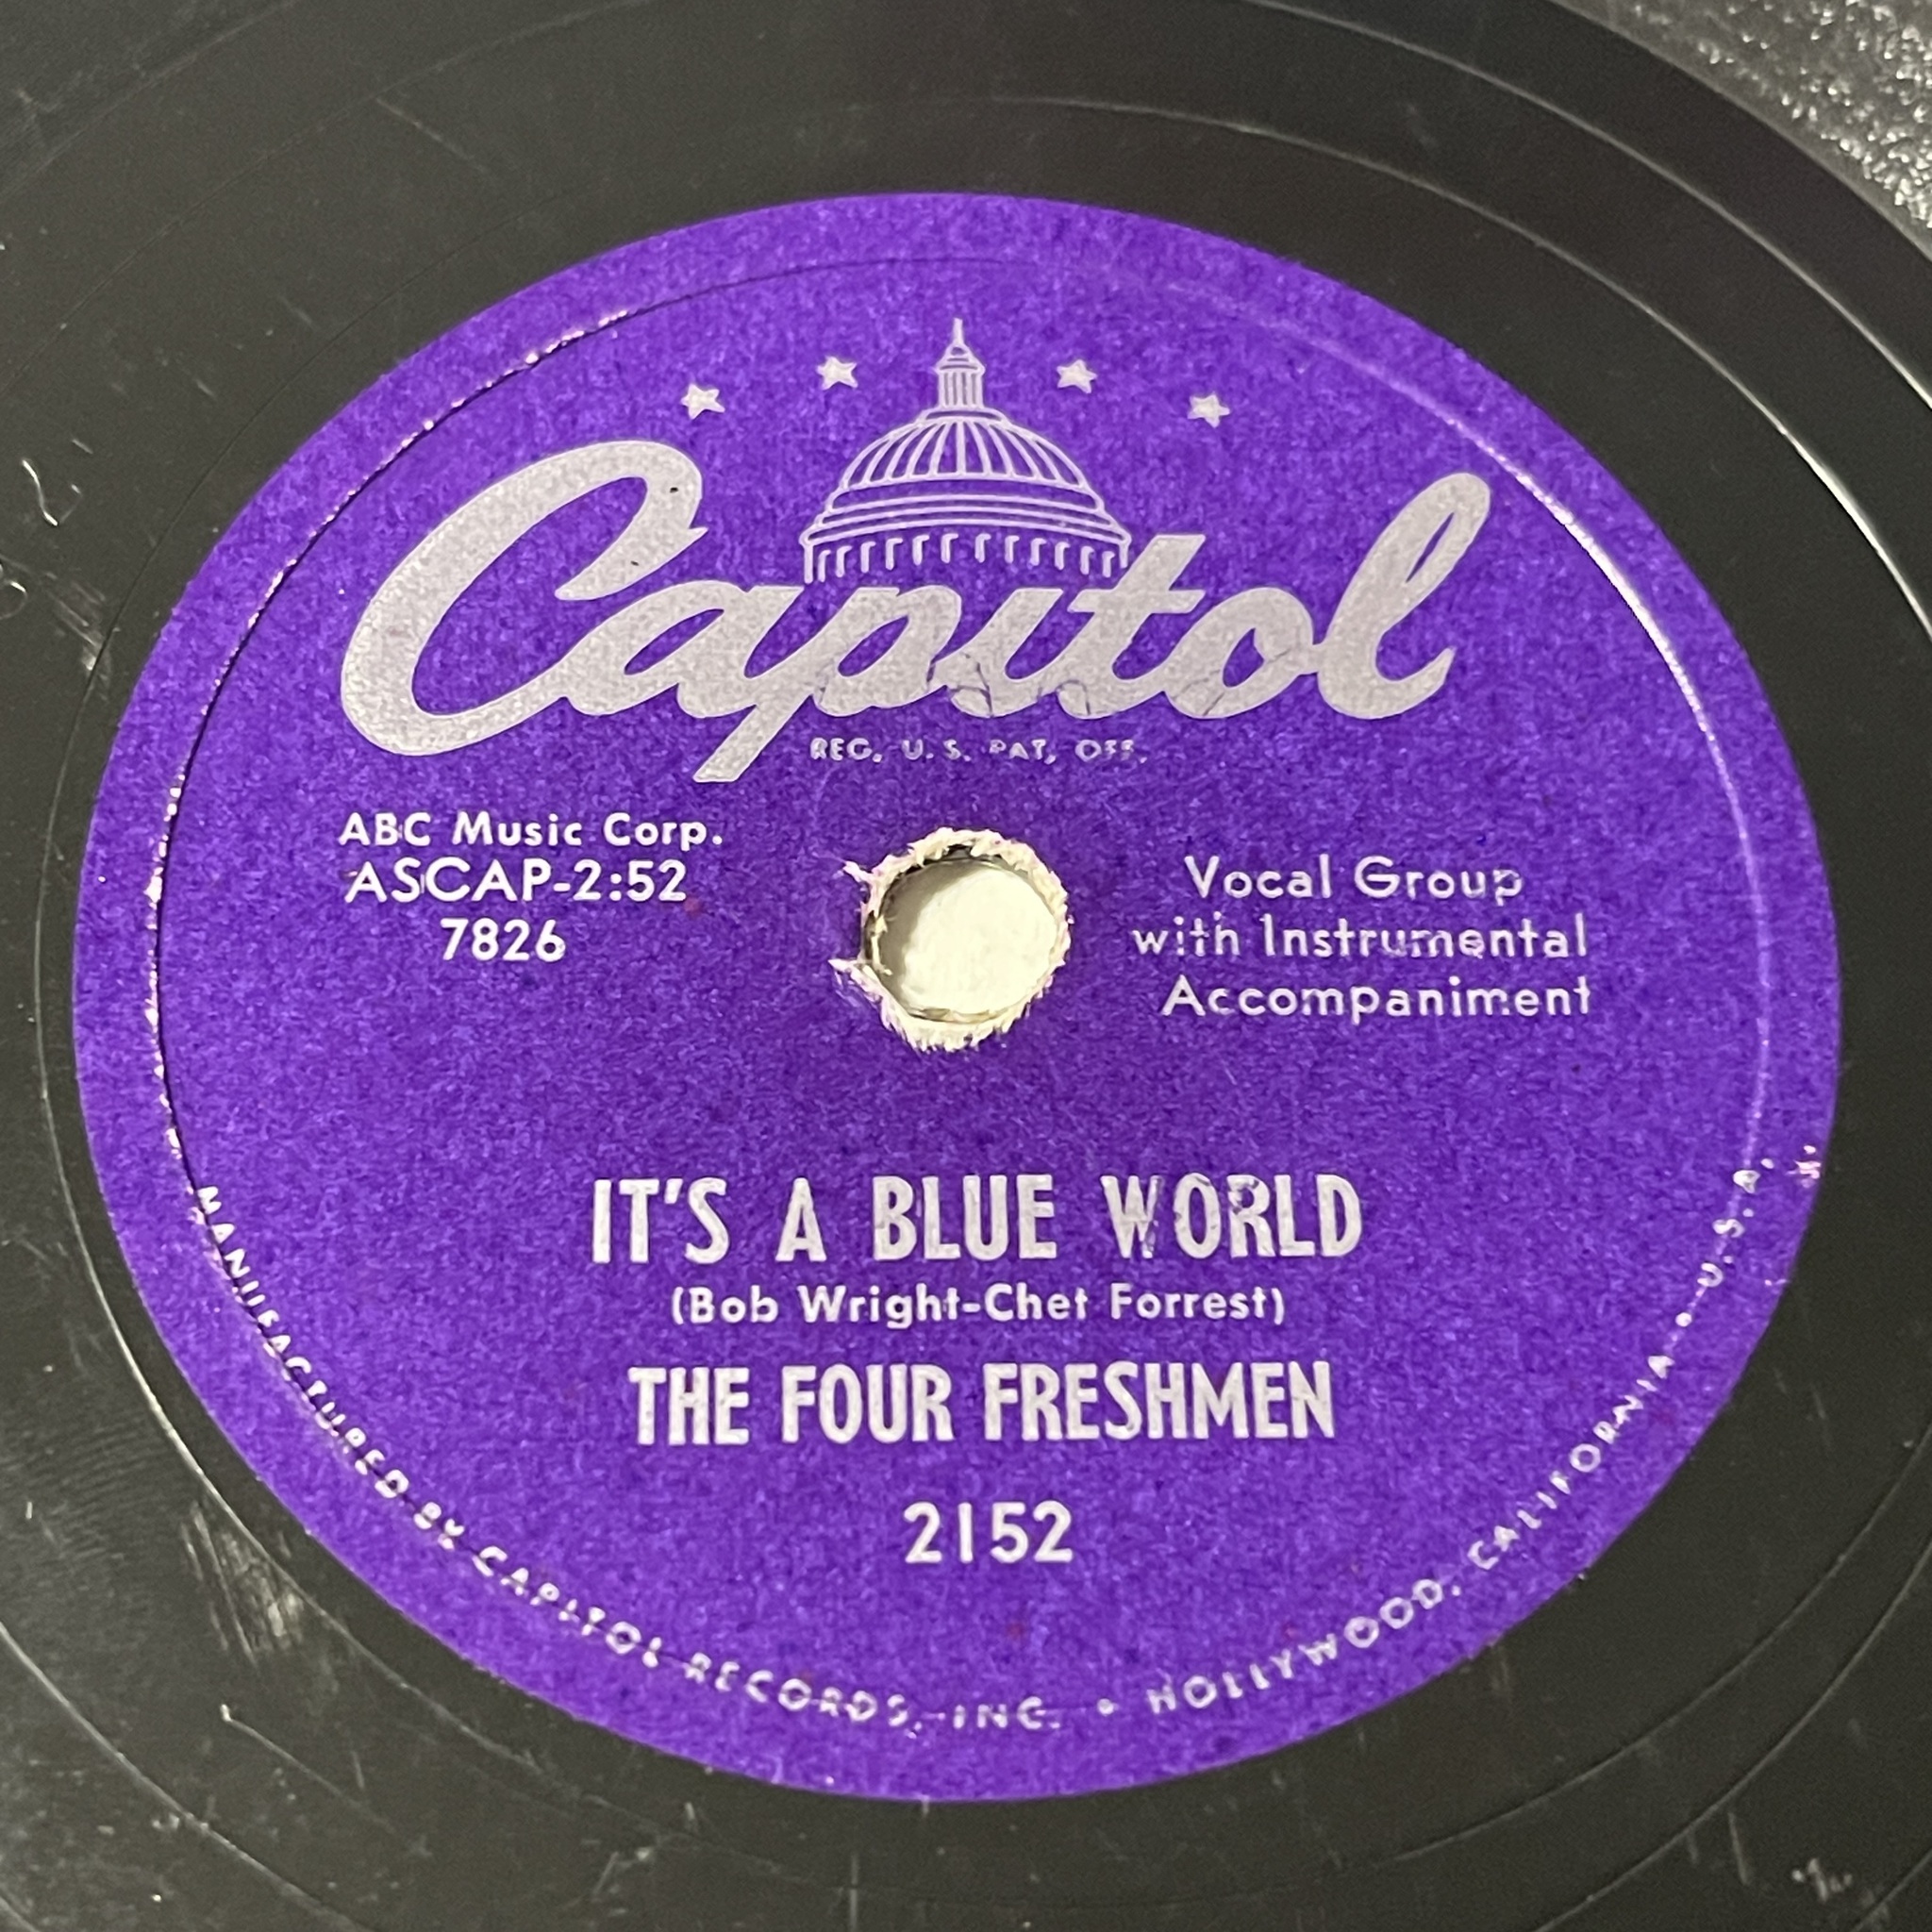 Capitol
REG. U.S. PAT. OFF.
ABC Music Corp.
ASCAP-2:52
7826
Vocal Group
with Instrumental
Accompaniment
IT'S A BLUE WORLD
(Bob Wright-Chet Forrest)
THE FOUR FRESHMEN
2152
MANUFACTURED BY CAPITOL RECORDS, INC. • HOLLYWOOD, CALIFORNIA • U.S.A.